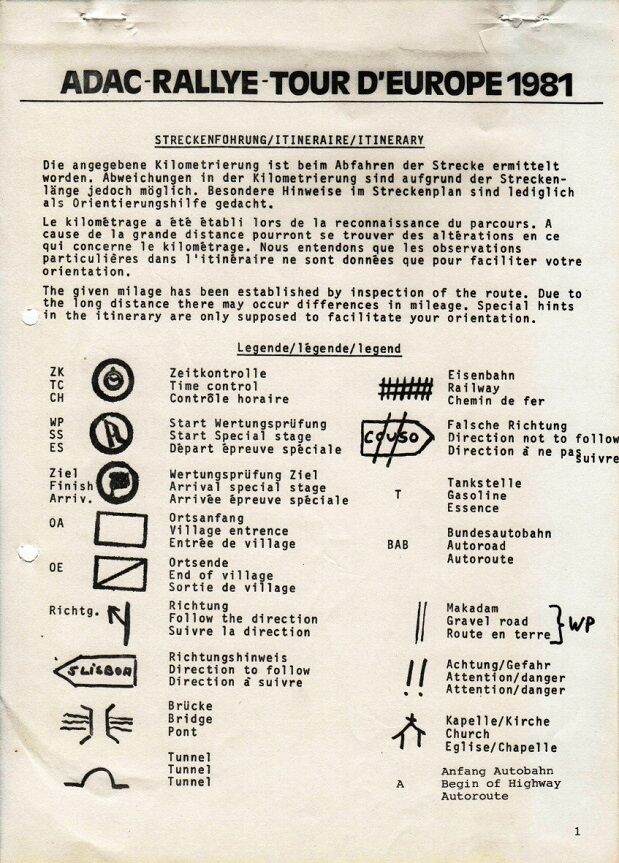 ADAC-RALLYE-TOUR D'EUROPE 1981
STRECKENFÖHRUNG/ITINERAIRE/ITINERARY
Die angegebene Kilometrierung ist beim Abfahren der Strecke ermittelt
worden. Abweichungen in der Kilometrierung sind aufgrund der Strecken-
länge jedoch möglich. Besondere Hinweise im Streckenplan sind lediglich
als Orientierungshilfe gedacht.
Le kilométrage a été établi lors de la reconnaissance du parcours. A
cause de la grande distance pourront se trouver des altérations en ce
qui concerne le kilométrage. Nous entendons que les observations
particulières dans l'itinéraire ne sont données que pour faciliter votre
orientation.
The given milage has been established by inspection of the route. Due to
the long distance there may occur differences in mileage. Special hints
in the itinerary are only supposed to facilitate your orientation.
Legende/légende/legend
ZK Zeitkontrolle
TC Time control
CH Contrôle horaire
WP Start Wertungsprüfung
SS Start Special stage
ES Départ épreuve spéciale
Ziel Wertungsprüfung Ziel
Finish Arrival special stage
Arriv. Arrivée épreuve spéciale
OA Ortsanfang
Village entrence
Entrée de village
OE Ortsende
End of village
Sortie de village
Richtg. Richtung
Follow the direction
Suivre la direction
SLISBOA Richtungshinweis
Direction to follow
Direction à suivre
Brücke
Bridge
Pont
Tunnel
Tunnel
Tunnel
Eisenbahn
Railway
Chemin de fer
COUSO Falsche Richtung
Direction not to follow
Direction à ne pas
suivre
T Tankstelle
Gasoline
Essence
BAB Bundesautobahn
Autoroad
Autoroute
Makadam
Gravel road WP
Route en terre
!! Achtung/Gefahr
Attention/danger
Attention/danger
Kapelle/Kirche
Church
Eglise/Chapelle
A Anfang Autobahn
Begin of Highway
Autoroute
1